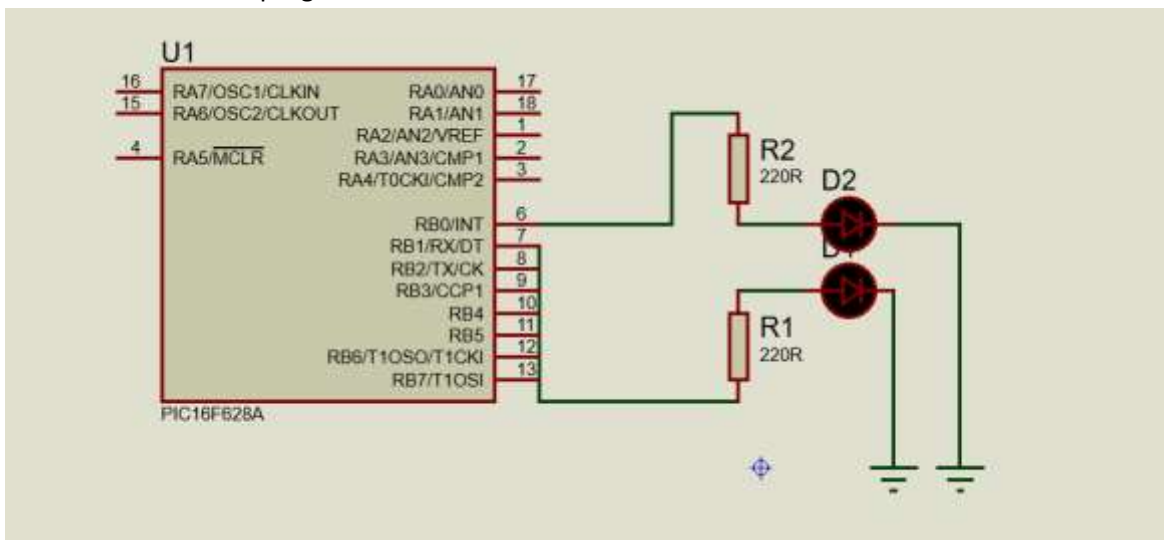 U1
16 RA7/OSC1/CLKIN RA0/AN0 17
15 RA6/OSC2/CLKOUT RA1/AN1 18
RA2/AN2/VREF 1
4 RA5/MCLR RA3/AN3/CMP1 2
RA4/T0CKI/CMP2 3
RB0/INT 6
RB1/RX/DT 7
RB2/TX/CK 8
RB3/CCP1 9
RB4 10
RB5 11
RB6/T1OSO/T1CKI 12
RB7/T1OSI 13
PIC16F628A
R2
220R
D2
R1
220R